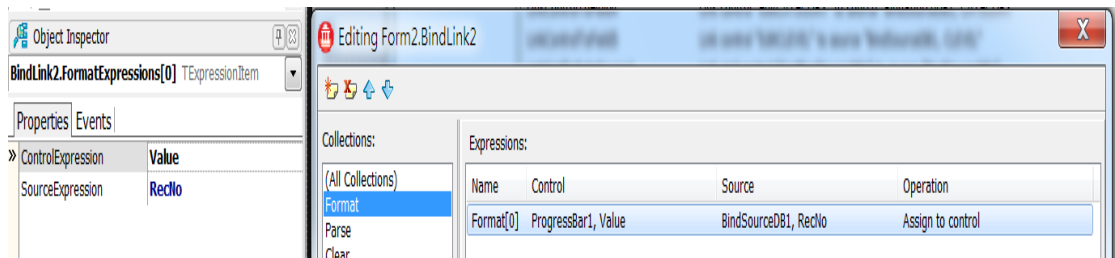 Object Inspector
BindLink2.FormatExpressions[0] TExpressionItem
Properties Events
» ControlExpression Value
SourceExpression RecNo
Editing Form2.BindLink2
X
Collections:
(All Collections)
Format
Parse
Clear
Expressions:
Name Control Source Operation
Format[0] ProgressBar1, Value BindSourceDB1, RecNo Assign to control